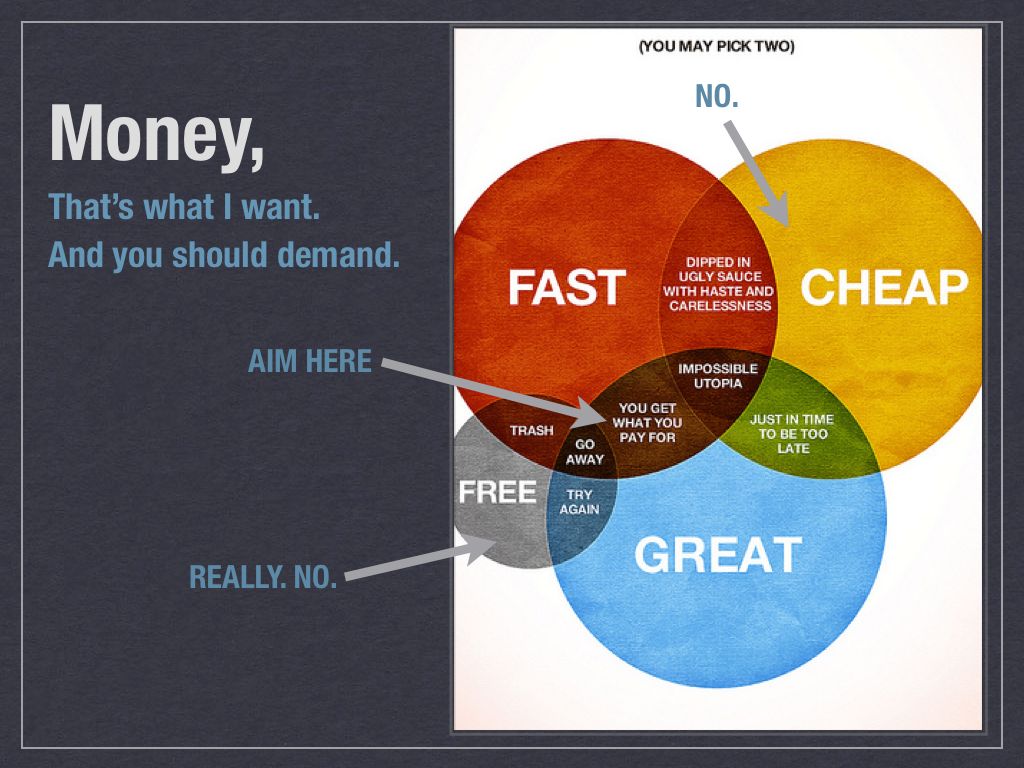 Money,
That's what I want.
And you should demand.
AIM HERE
REALLY. NO.
(YOU MAY PICK TWO)
NO.
FAST
DIPPED IN
UGLY SAUCE
WITH HASTE AND
CARELESSNESS
CHEAP
IMPOSSIBLE
UTOPIA
YOU GET
WHAT YOU
PAY FOR
JUST IN TIME
TO BE TOO
LATE
TRASH
GO
AWAY
FREE
TRY
AGAIN
GREAT